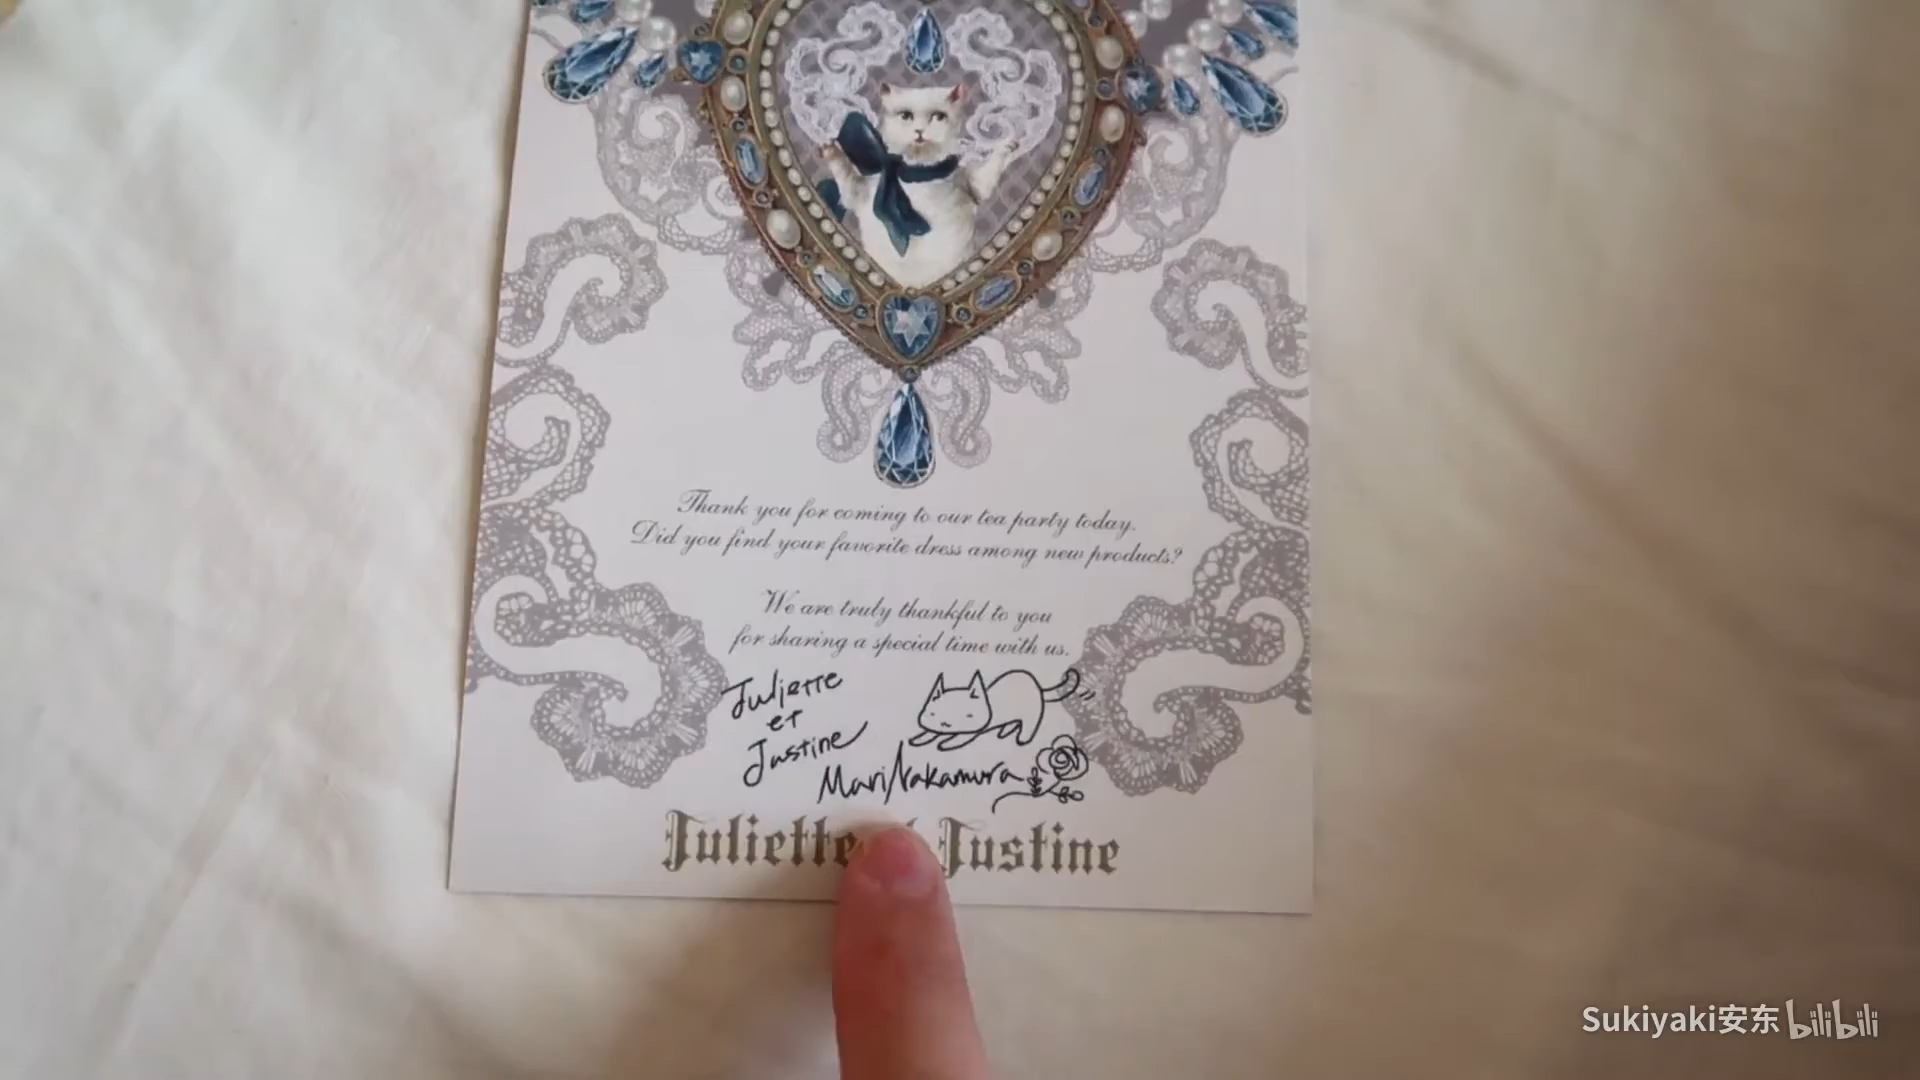 Thank you for coming to our tea party today.
Did you find your favorite dress among new products?
We are truly thankful to you
for sharing a special time with us.
Juliette
et
Justine
Mari Nakamura
Juliette Justine
Sukiyaki安东 bilibili